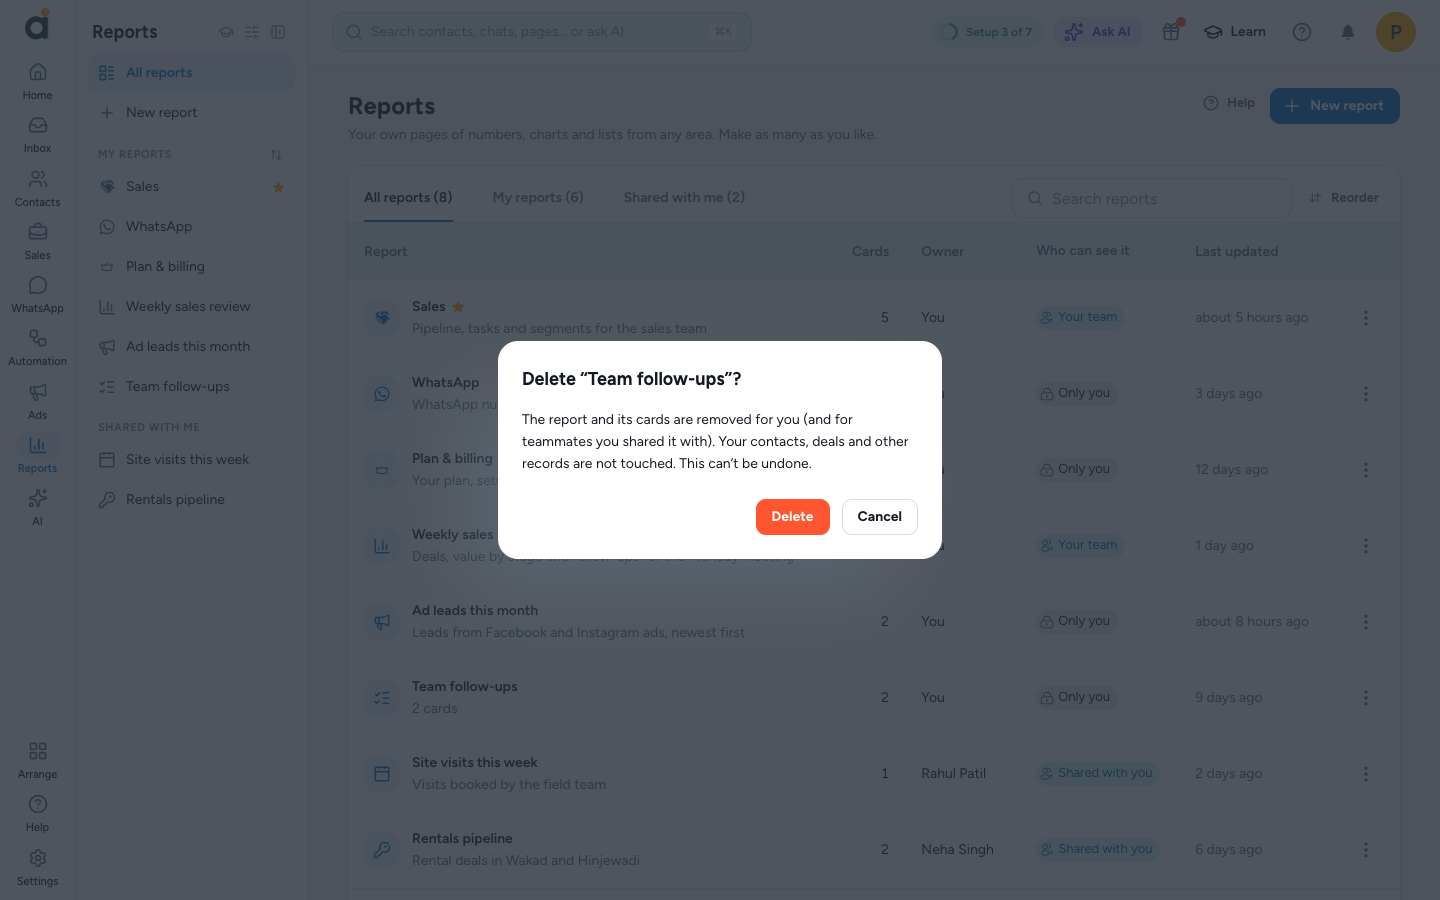 Reports
Search contacts, chats, pages... or ask AI
⌘K
Setup 3 of 7
Ask AI
Learn
P
Home
Inbox
Contacts
Sales
WhatsApp
Automation
Ads
Reports
AI
Arrange
Help
Settings
All reports
New report
MY REPORTS
Sales
WhatsApp
Plan & billing
Weekly sales review
Ad leads this month
Team follow-ups
SHARED WITH ME
Site visits this week
Rentals pipeline
Reports
Your own pages of numbers, charts and lists from any area. Make as many as you like.
Help
New report
All reports (8)
My reports (6)
Shared with me (2)
Search reports
Reorder
Report
Cards
Owner
Who can see it
Last updated
Sales
Pipeline, tasks and segments for the sales team
5
You
Your team
about 5 hours ago
WhatsApp
Only you
3 days ago
Plan & billing
Only you
12 days ago
Weekly sales
Your team
1 day ago
Delete “Team follow-ups”?
The report and its cards are removed for you (and for
teammates you shared it with). Your contacts, deals and other
records are not touched. This can’t be undone.
Delete
Cancel
Ad leads this month
Leads from Facebook and Instagram ads, newest first
2
You
Only you
about 8 hours ago
Team follow-ups
2 cards
2
You
Only you
9 days ago
Site visits this week
Visits booked by the field team
1
Rahul Patil
Shared with you
2 days ago
Rentals pipeline
Rental deals in Wakad and Hinjewadi
2
Neha Singh
Shared with you
6 days ago